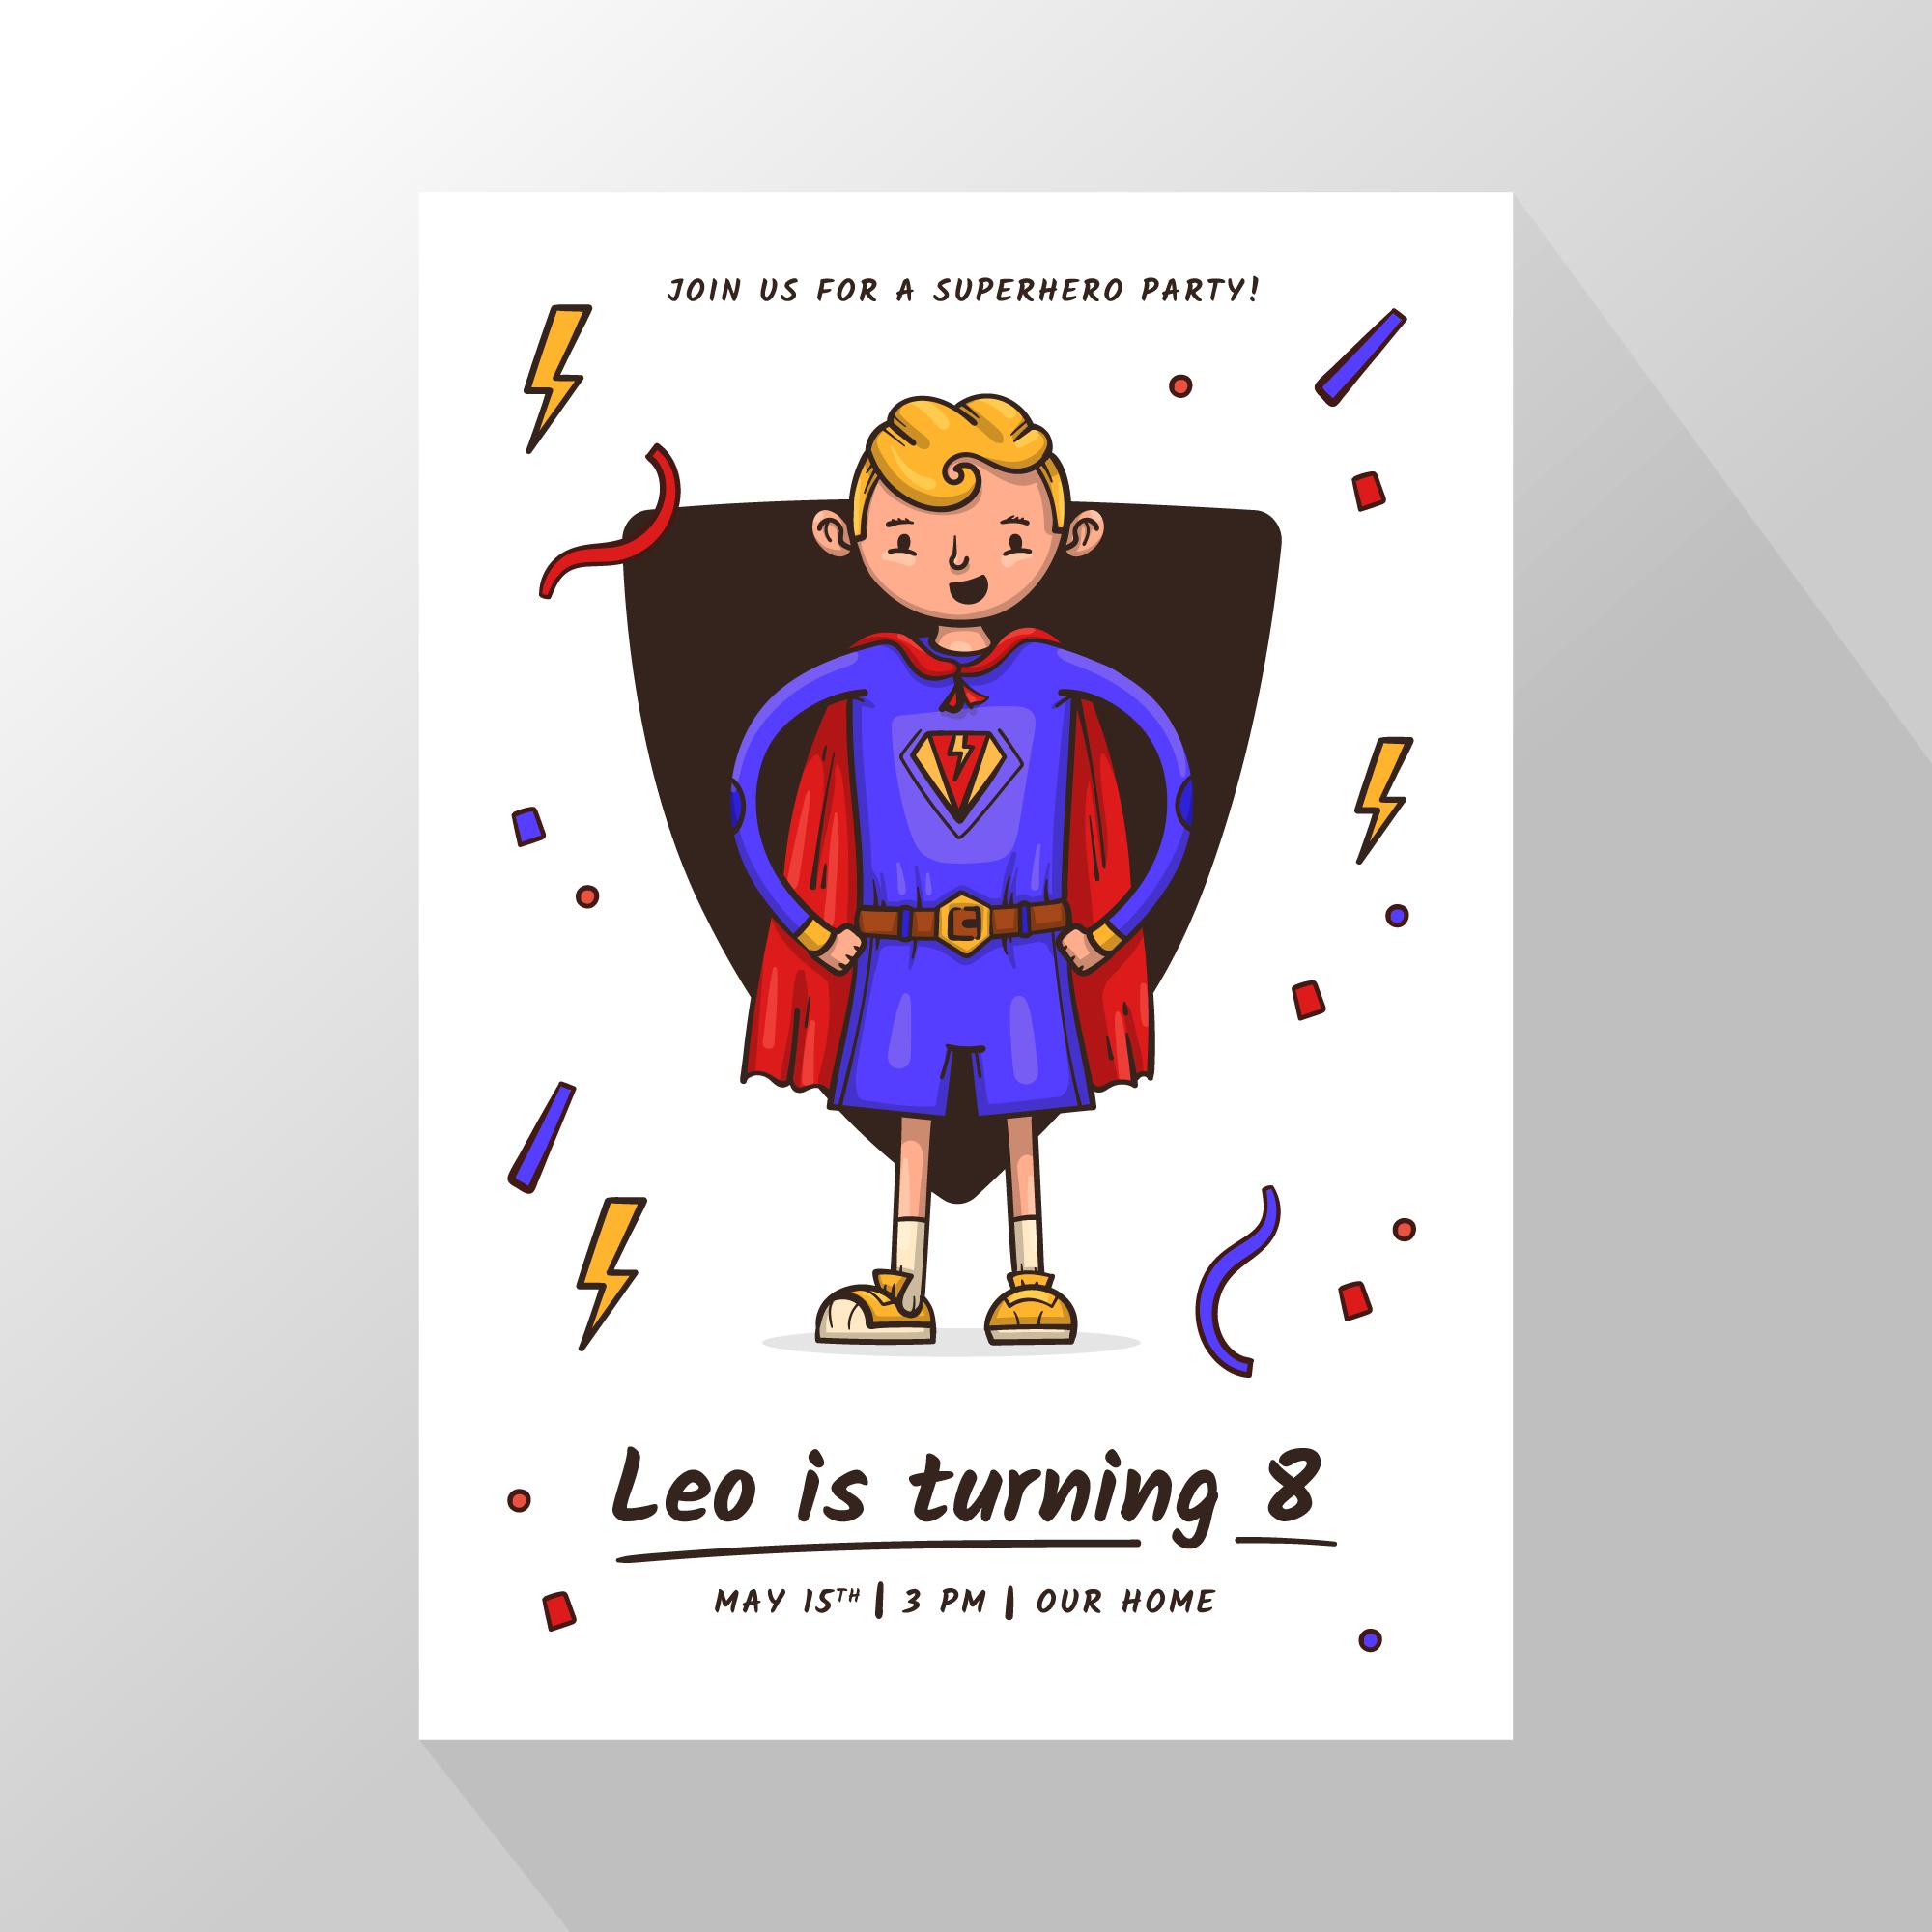 JOIN US FOR A SUPERHERO PARTY!
Leo is turning 8
MAY 15TH | 3 PM | OUR HOME